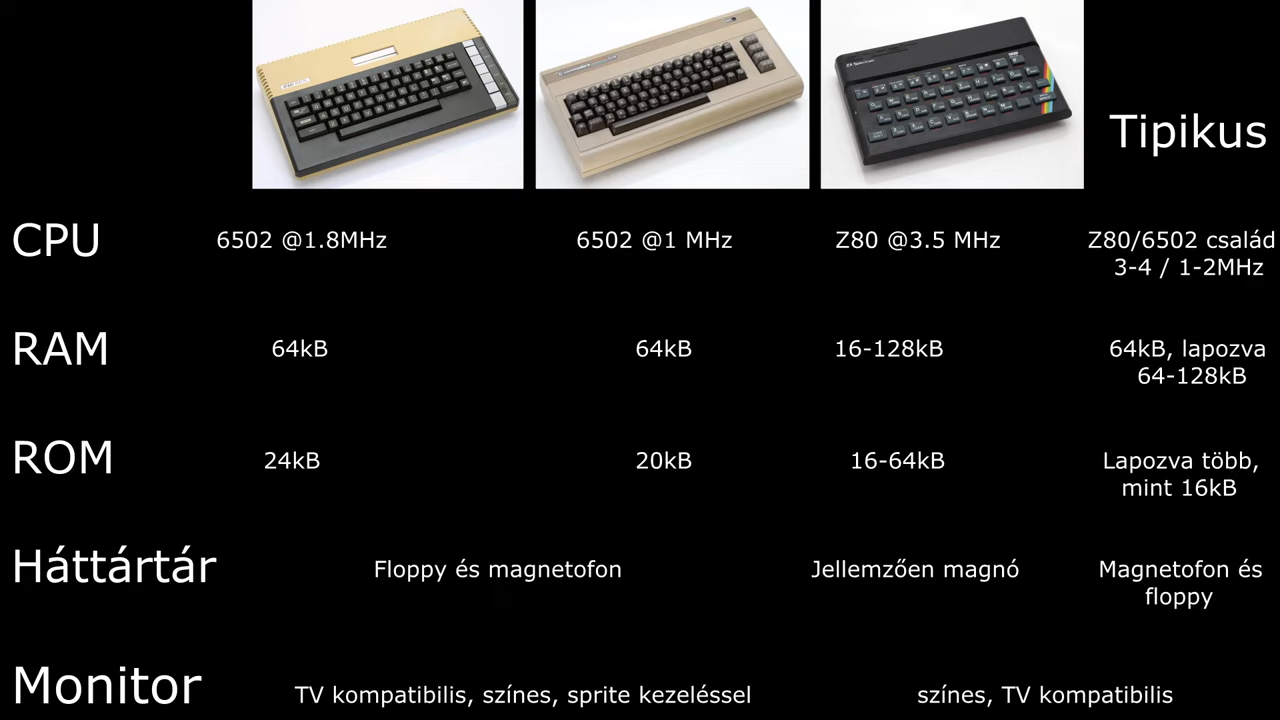 Tipikus
CPU
6502 @1.8MHz
6502 @1 MHz
Z80 @3.5 MHz
Z80/6502 család
3-4 / 1-2MHz
RAM
64kB
64kB
16-128kB
64kB, lapozva
64-128kB
ROM
24kB
20kB
16-64kB
Lapozva több,
mint 16kB
Háttártár
Floppy és magnetofon
Jellemzően magnó
Magnetofon és
floppy
Monitor
TV kompatibilis, színes, sprite kezeléssel
színes, TV kompatibilis